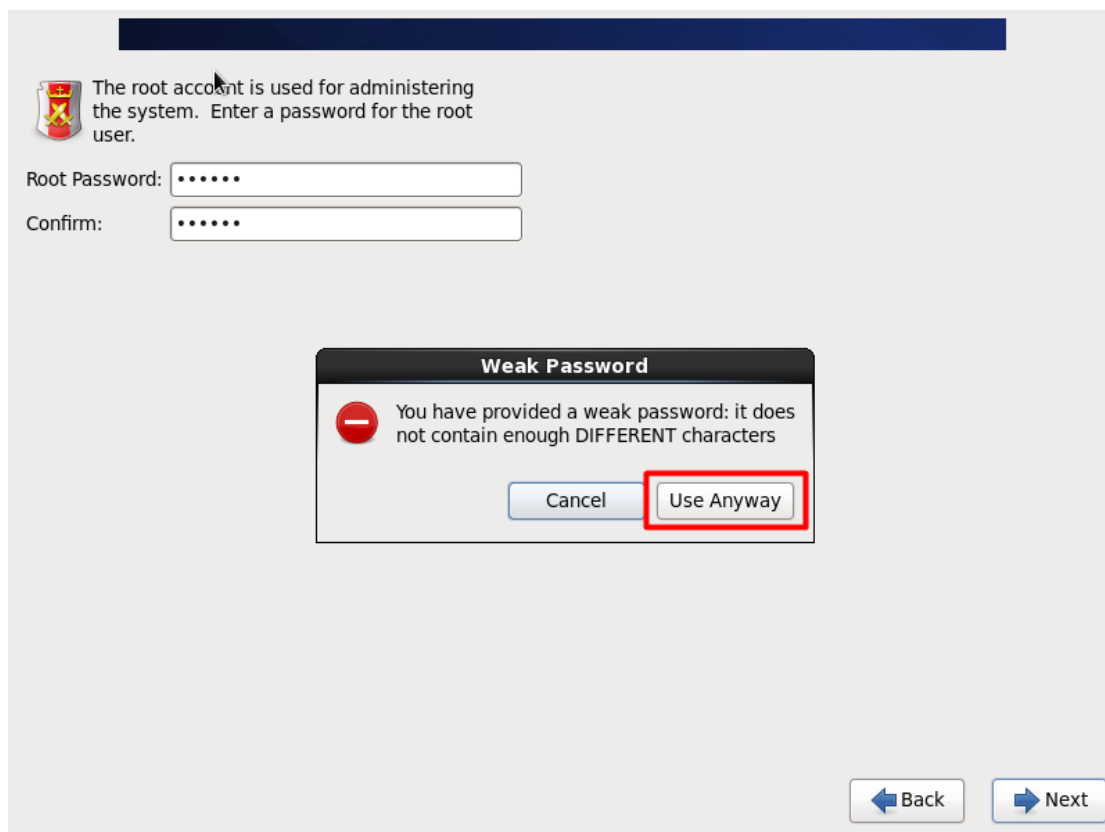 The root account is used for administering
the system.  Enter a password for the root
user.
Root Password: ••••••
Confirm: ••••••
Weak Password
You have provided a weak password: it does
not contain enough DIFFERENT characters
Cancel Use Anyway
Back Next